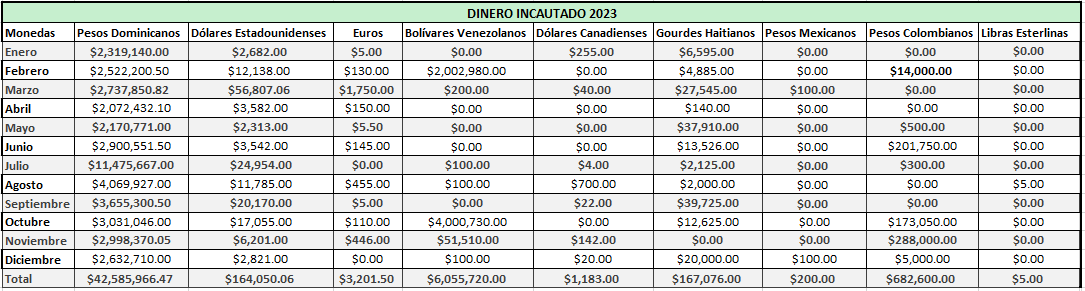 DINERO INCAUTADO 2023
Monedas Pesos Dominicanos Dólares Estadounidenses Euros Bolívares Venezolanos Dólares Canadienses Gourdes Haitianos Pesos Mexicanos Pesos Colombianos Libras Esterlinas
Enero $2,319,140.00 $2,682.00 $5.00 $0.00 $255.00 $6,595.00 $0.00 $0.00 $0.00
Febrero $2,522,200.50 $12,138.00 $130.00 $2,002,980.00 $0.00 $4,885.00 $0.00 $14,000.00 $0.00
Marzo $2,737,850.82 $56,807.06 $1,750.00 $200.00 $40.00 $27,545.00 $100.00 $0.00 $0.00
Abril $2,072,432.10 $3,582.00 $150.00 $0.00 $0.00 $140.00 $0.00 $0.00 $0.00
Mayo $2,170,771.00 $2,313.00 $5.50 $0.00 $0.00 $37,910.00 $0.00 $500.00 $0.00
Junio $2,900,551.50 $3,542.00 $145.00 $0.00 $0.00 $13,526.00 $0.00 $201,750.00 $0.00
Julio $11,475,667.00 $24,954.00 $0.00 $100.00 $4.00 $2,125.00 $0.00 $300.00 $0.00
Agosto $4,069,927.00 $11,785.00 $455.00 $100.00 $700.00 $2,000.00 $0.00 $0.00 $5.00
Septiembre $3,655,300.50 $20,170.00 $5.00 $0.00 $22.00 $39,725.00 $0.00 $0.00 $0.00
Octubre $3,031,046.00 $17,055.00 $110.00 $4,000,730.00 $0.00 $12,625.00 $0.00 $173,050.00 $0.00
Noviembre $2,998,370.05 $6,201.00 $446.00 $51,510.00 $142.00 $0.00 $0.00 $288,000.00 $0.00
Diciembre $2,632,710.00 $2,821.00 $0.00 $100.00 $20.00 $20,000.00 $100.00 $5,000.00 $0.00
Total $42,585,966.47 $164,050.06 $3,201.50 $6,055,720.00 $1,183.00 $167,076.00 $200.00 $682,600.00 $5.00